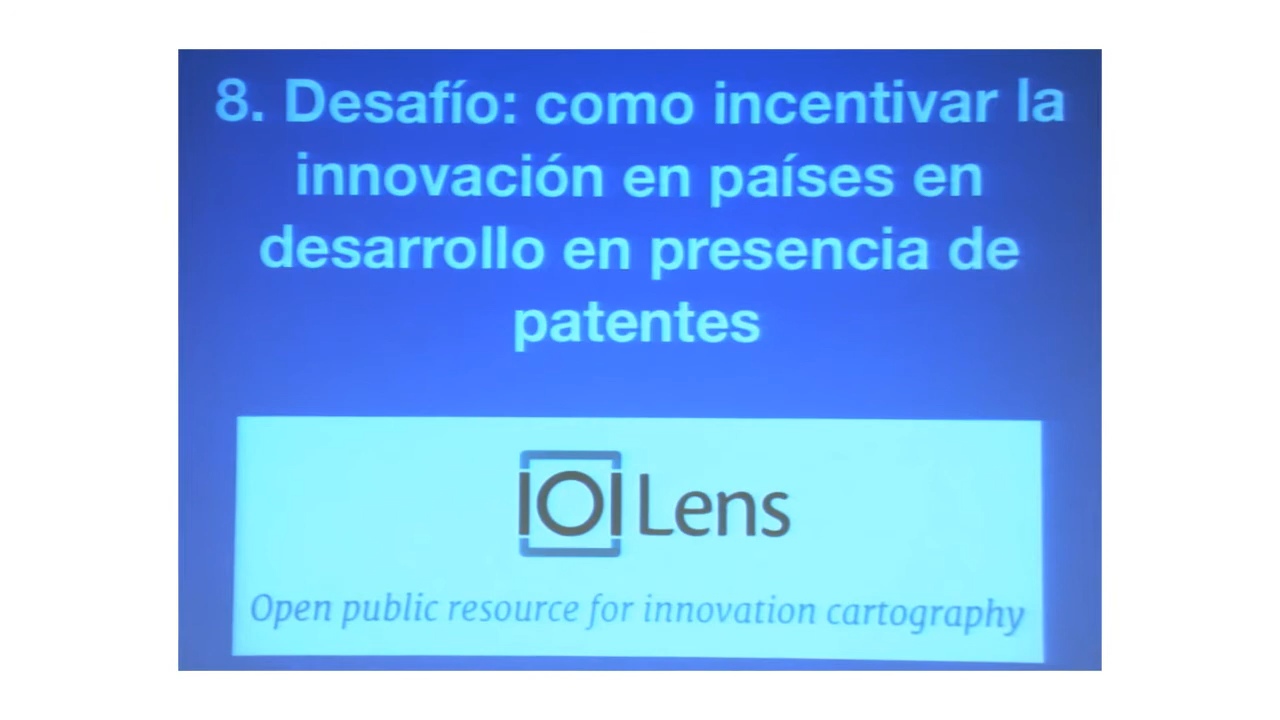 8. Desafío: como incentivar la
innovación en países en
desarrollo en presencia de
patentes
Lens
Open public resource for innovation cartography